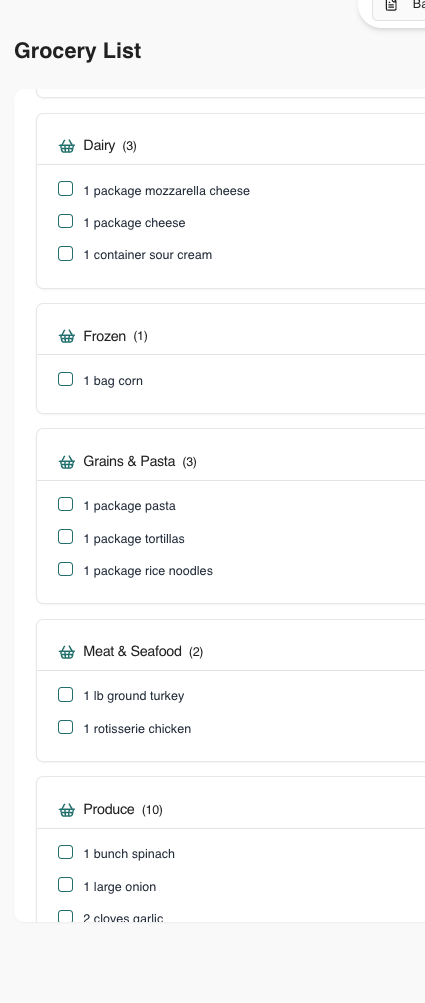 Ba
Grocery List
Dairy (3)
1 package mozzarella cheese
1 package cheese
1 container sour cream
Frozen (1)
1 bag corn
Grains & Pasta (3)
1 package pasta
1 package tortillas
1 package rice noodles
Meat & Seafood (2)
1 lb ground turkey
1 rotisserie chicken
Produce (10)
1 bunch spinach
1 large onion
2 cloves garlic